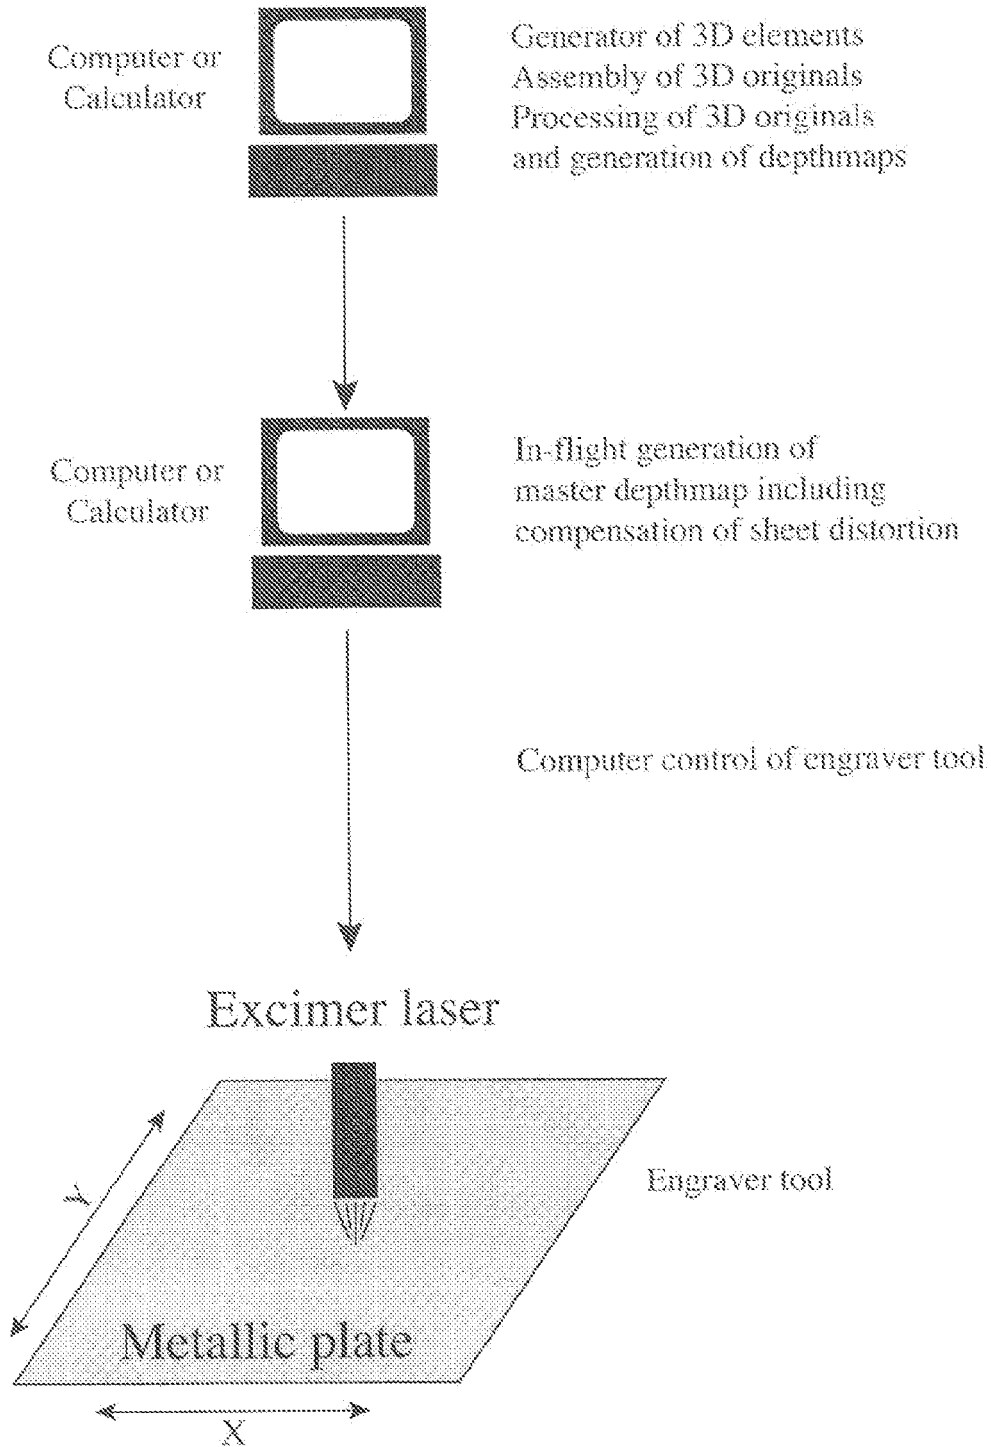 Computer or
Calculator
Generator of 3D elements
Assembly of 3D originals
Processing of 3D originals
and generation of depthmaps
Computer or
Calculator
In-flight generation of
master depthmap including
compensation of sheet distortion
Computer control of engraver tool
Excimer laser
Y
Engraver tool
Metallic plate
X